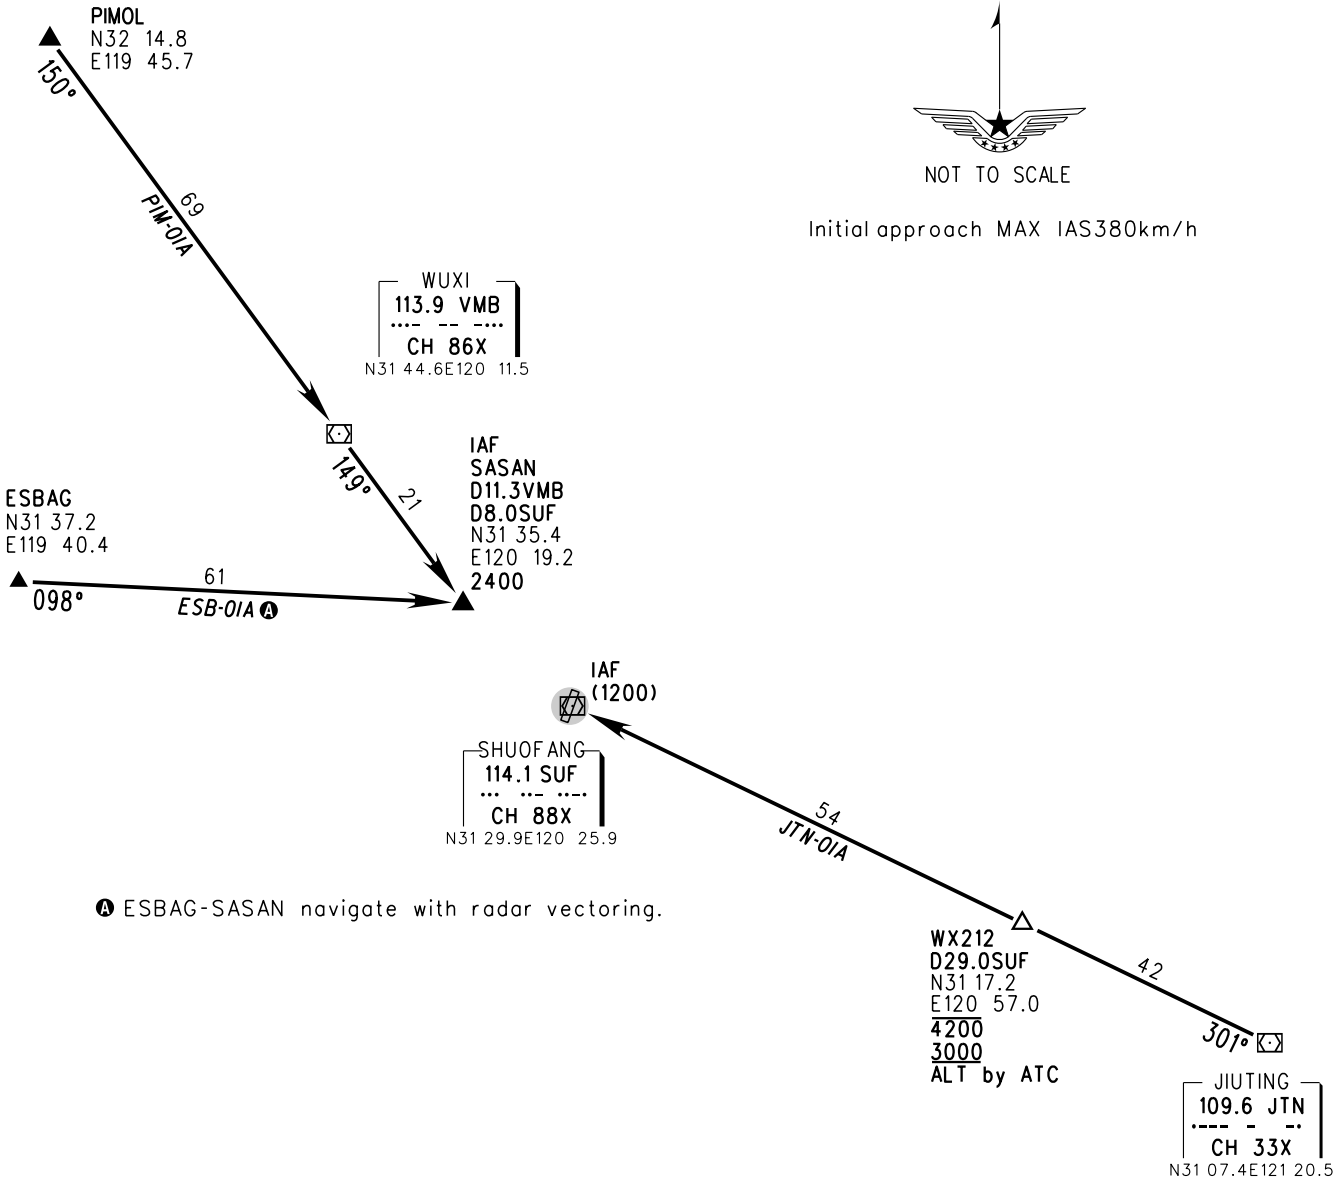 PIMOL
N32 14.8
E119 45.7
150°
69
PIM-01A
NOT TO SCALE
Initial approach MAX IAS380km/h
WUXI
113.9 VMB
CH 86X
N31 44.6E120 11.5
149°
21
IAF
SASAN
D11.3VMB
D8.0SUF
N31 35.4
E120 19.2
2400
ESBAG
N31 37.2
E119 40.4
098°
61
ESB-01A A
IAF
(1200)
SHUOFANG
114.1 SUF
CH 88X
N31 29.9E120 25.9
54
JTN-01A
A ESBAG-SASAN navigate with radar vectoring.
WX212
D29.0SUF
N31 17.2
E120 57.0
4200
3000
ALT by ATC
42
301°
JIUTING
109.6 JTN
CH 33X
N31 07.4E121 20.5